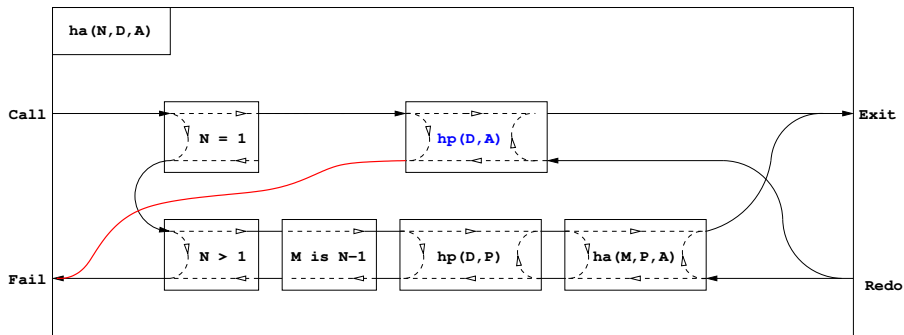 ha(N,D,A)
Call
N = 1
hp(D,A)
Exit
N > 1
M is N-1
hp(D,P)
ha(M,P,A)
Fail
Redo